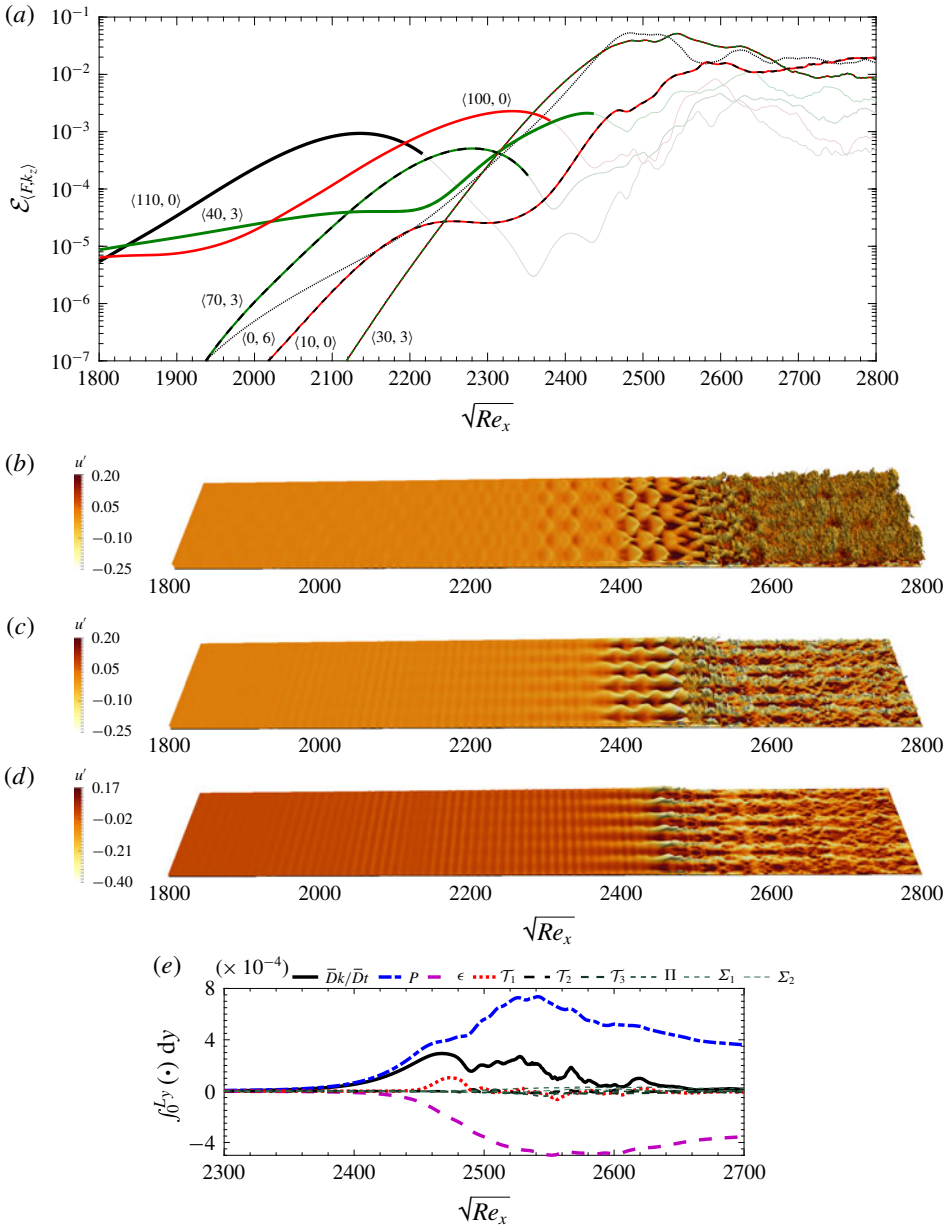 (a)
10⁻¹
10⁻²
10⁻³
10⁻⁴
10⁻⁵
10⁻⁶
10⁻⁷
ℰ⟨F,k_z⟩
⟨100, 0⟩
⟨110, 0⟩
⟨40, 3⟩
⟨70, 3⟩
⟨0, 6⟩
⟨10, 0⟩
⟨30, 3⟩
1800 1900 2000 2100 2200 2300 2400 2500 2600 2700 2800
√Re_x
(b)
u′
0.20
0.05
−0.10
−0.25
1800 2000 2200 2400 2600 2800
(c)
u′
0.20
0.05
−0.10
−0.25
1800 2000 2200 2400 2600 2800
(d)
u′
0.17
−0.02
−0.21
−0.40
1800 2000 2200 2400 2600 2800
√Re_x
(e)
(× 10⁻⁴)
D̄k/D̄t P ϵ 𝒯₁ 𝒯₂ 𝒯₃ Π Σ₁ Σ₂
8
4
0
−4
∫₀^{Ly} (•) dy
2300 2400 2500 2600 2700
√Re_x